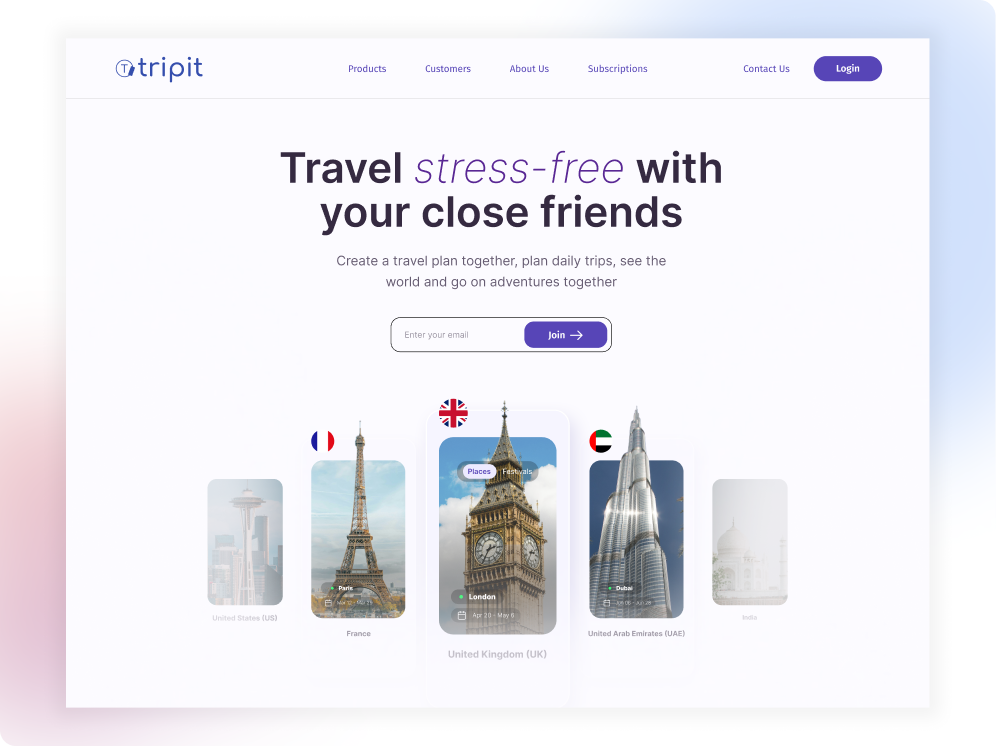 tripit
Products
Customers
About Us
Subscriptions
Contact Us
Login
Travel stress-free with
your close friends
Create a travel plan together, plan daily trips, see the
world and go on adventures together
Enter your email
Join
Places
Festivals
Paris
London
Apr 20 - May 6
Dubai
United States (US)
France
United Kingdom (UK)
United Arab Emirates (UAE)
India